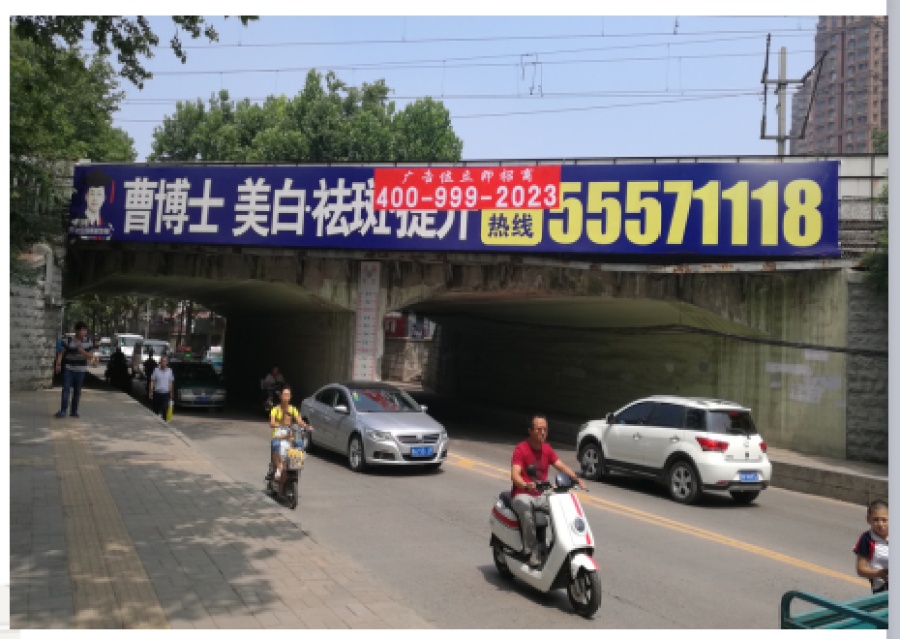 广告位立即招商
400-999-2023
曹博士 美白·祛斑·提升
热线
55571118